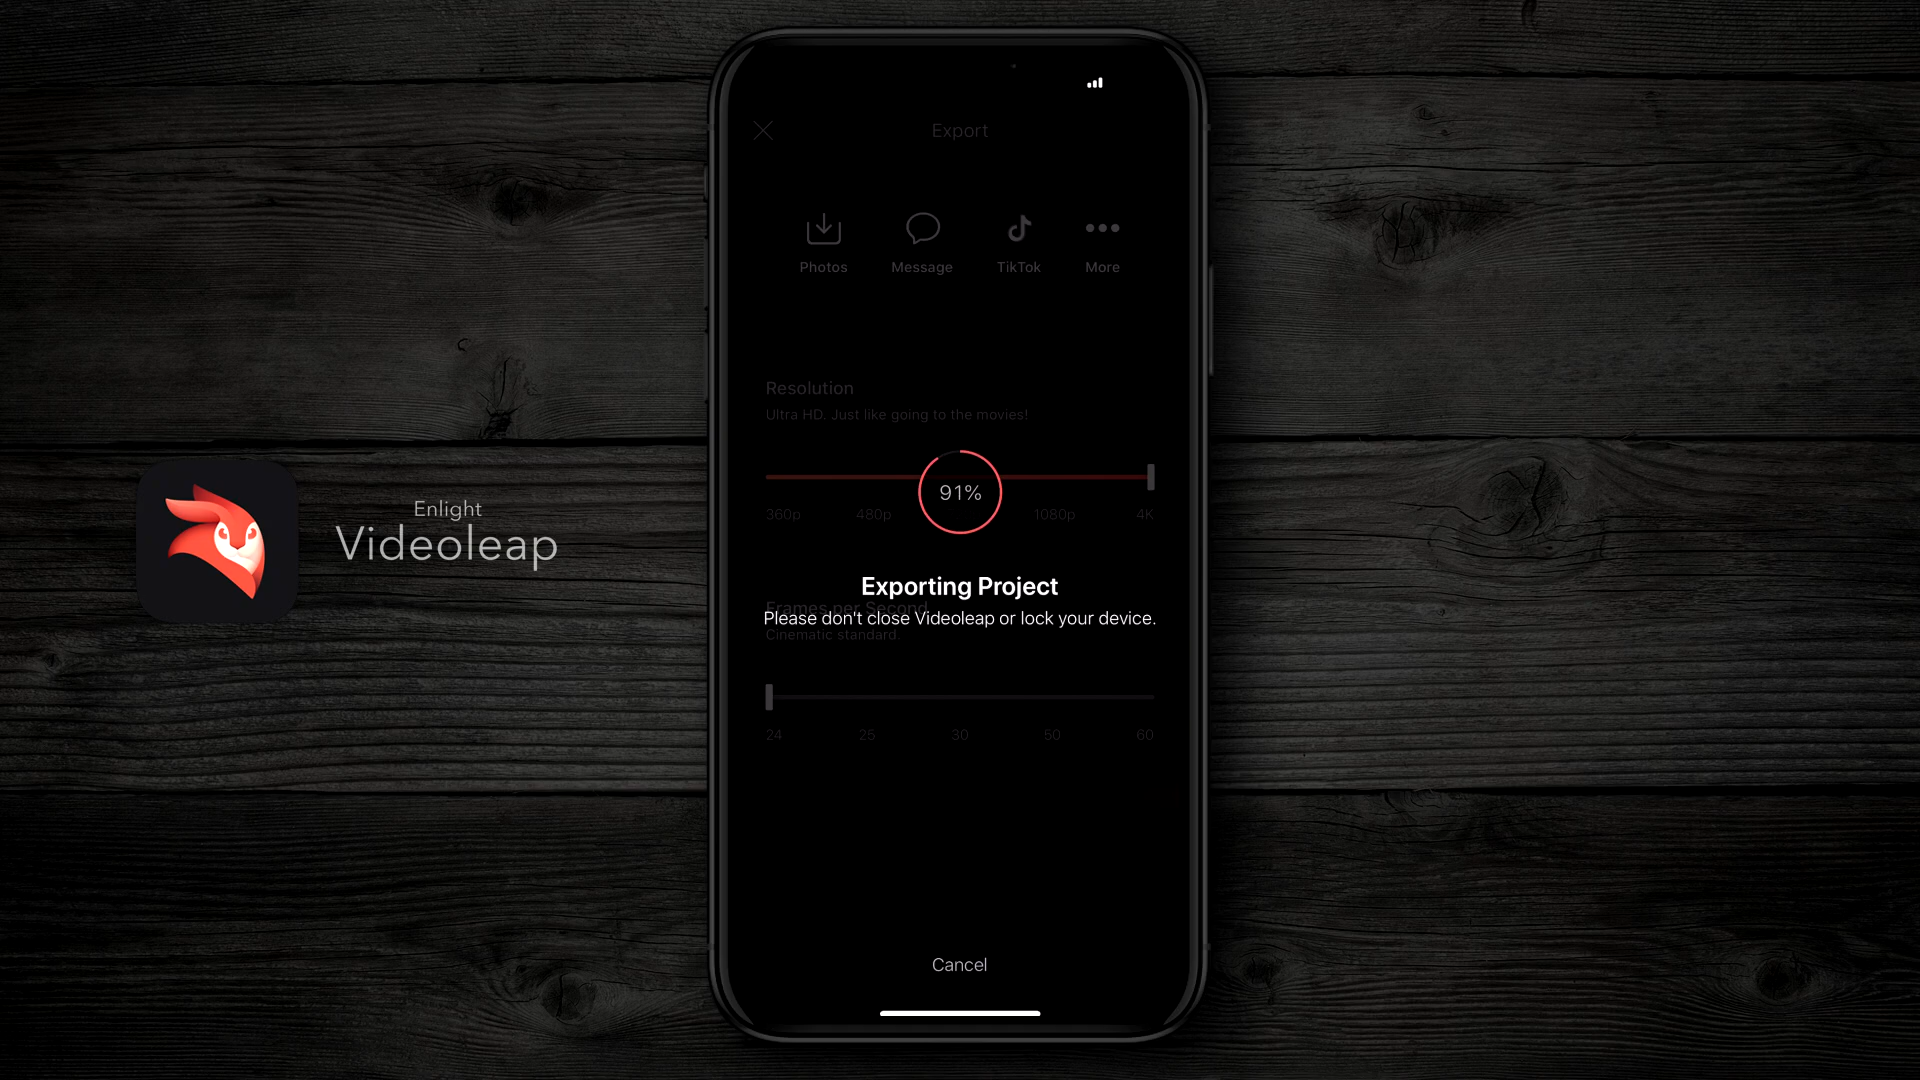 Export
Photos Message TikTok More
Resolution
Ultra HD. Just like going to the movies!
91%
360p 480p 1080p 4K
Enlight
Videoleap
Exporting Project
Frames per Second
Please don't close Videoleap or lock your device.
Cinematic standard.
24 25 30 50 60
Cancel